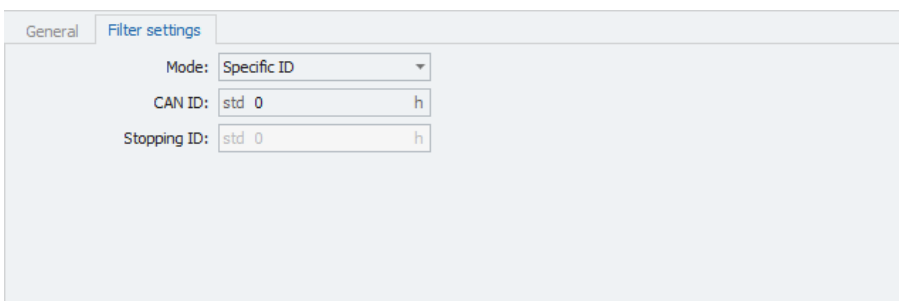 General Filter settings
Mode: Specific ID
CAN ID: std 0 h
Stopping ID: std 0 h